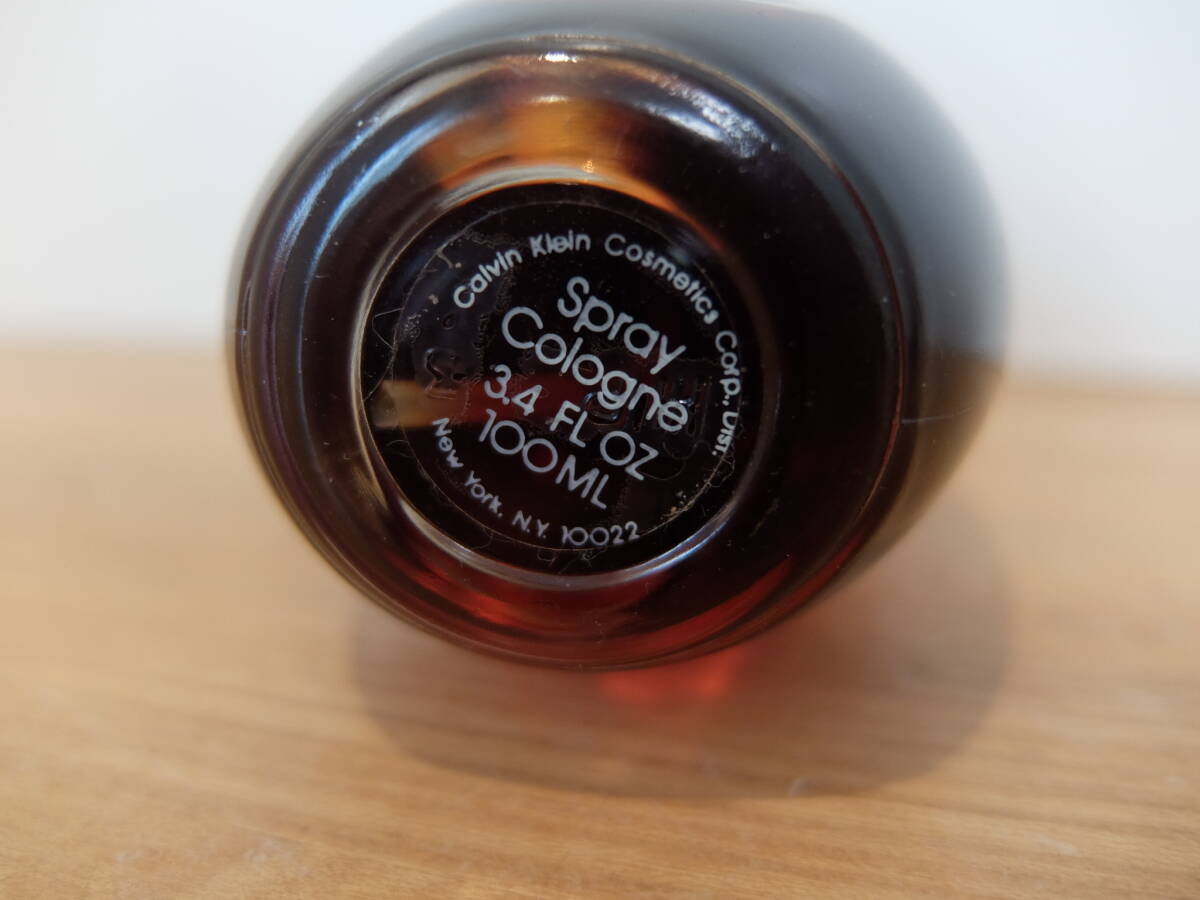 Calvin Klein Cosmetics Corp., Dist.
Spray
Cologne
3.4 FL OZ
100ML
New York, N.Y. 10022